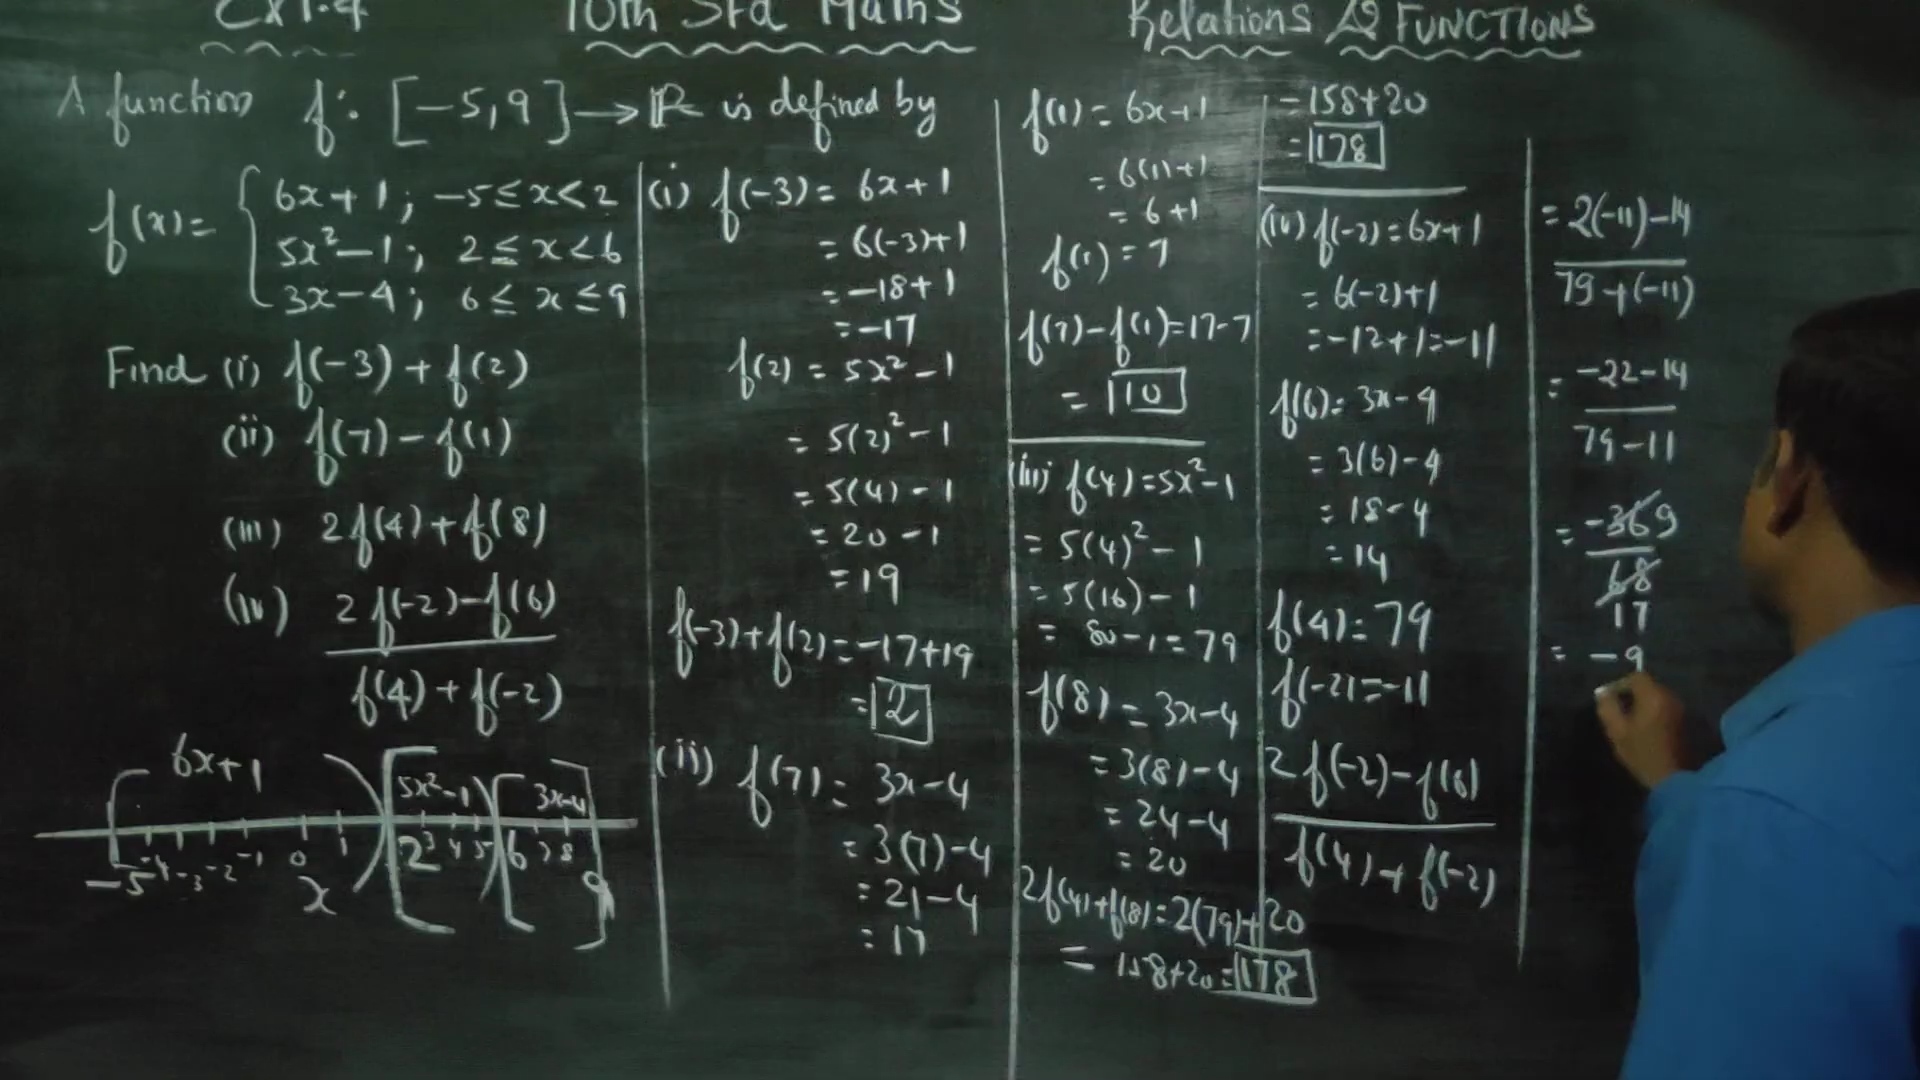 Ex 1.4
10th Std Maths
Relations & FUNCTIONS
A function f: [-5,9] → R is defined by
f(x) = { 6x+1; -5≤x<2
5x²-1; 2≤x<6
3x-4; 6≤x≤9
Find (i) f(-3)+f(2)
(ii) f(7)-f(1)
(iii) 2f(4)+f(8)
(iv) 2f(-2)-f(6)
f(4)+f(-2)
6x+1 5x²-1 3x-4
-5 -4 -3 -2 -1 0 1 2 3 4 5 6 7 8 9
x
(i) f(-3) = 6x+1
= 6(-3)+1
= -18+1
= -17
f(2) = 5x²-1
= 5(2)²-1
= 5(4)-1
= 20-1
= 19
f(-3)+f(2) = -17+19
= 2
(ii) f(7) = 3x-4
= 3(7)-4
= 21-4
= 17
f(1) = 6x+1
= 6(1)+1
= 6+1
f(1) = 7
f(7)-f(1)=17-7
= 10
(iii) f(4)=5x²-1
= 5(4)²-1
= 5(16)-1
= 80-1=79
f(8) = 3x-4
= 3(8)-4
= 24-4
= 20
2f(4)+f(8)=2(79)+20
= 158+20=178
= 158+20
= 178
(iv) f(-2)=6x+1
= 6(-2)+1
= -12+1=-11
f(6)= 3x-4
= 3(6)-4
= 18-4
= 14
f(4)=79
f(-2)=-11
2f(-2)-f(6)
f(4)+f(-2)
= 2(-11)-14
79+(-11)
= -22-14
79-11
= -36 9
68
17
= -9